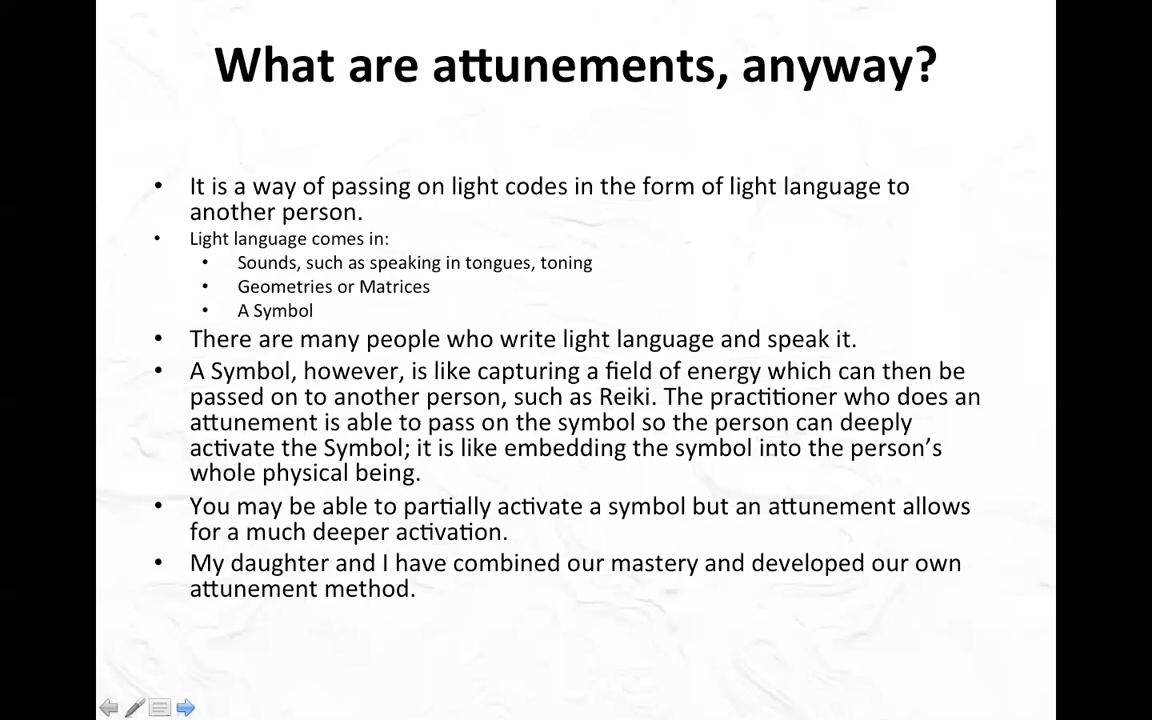 What are attunements, anyway?
• It is a way of passing on light codes in the form of light language to
another person.
• Light language comes in:
• Sounds, such as speaking in tongues, toning
• Geometries or Matrices
• A Symbol
• There are many people who write light language and speak it.
• A Symbol, however, is like capturing a field of energy which can then be
passed on to another person, such as Reiki. The practitioner who does an
attunement is able to pass on the symbol so the person can deeply
activate the Symbol; it is like embedding the symbol into the person’s
whole physical being.
• You may be able to partially activate a symbol but an attunement allows
for a much deeper activation.
• My daughter and I have combined our mastery and developed our own
attunement method.